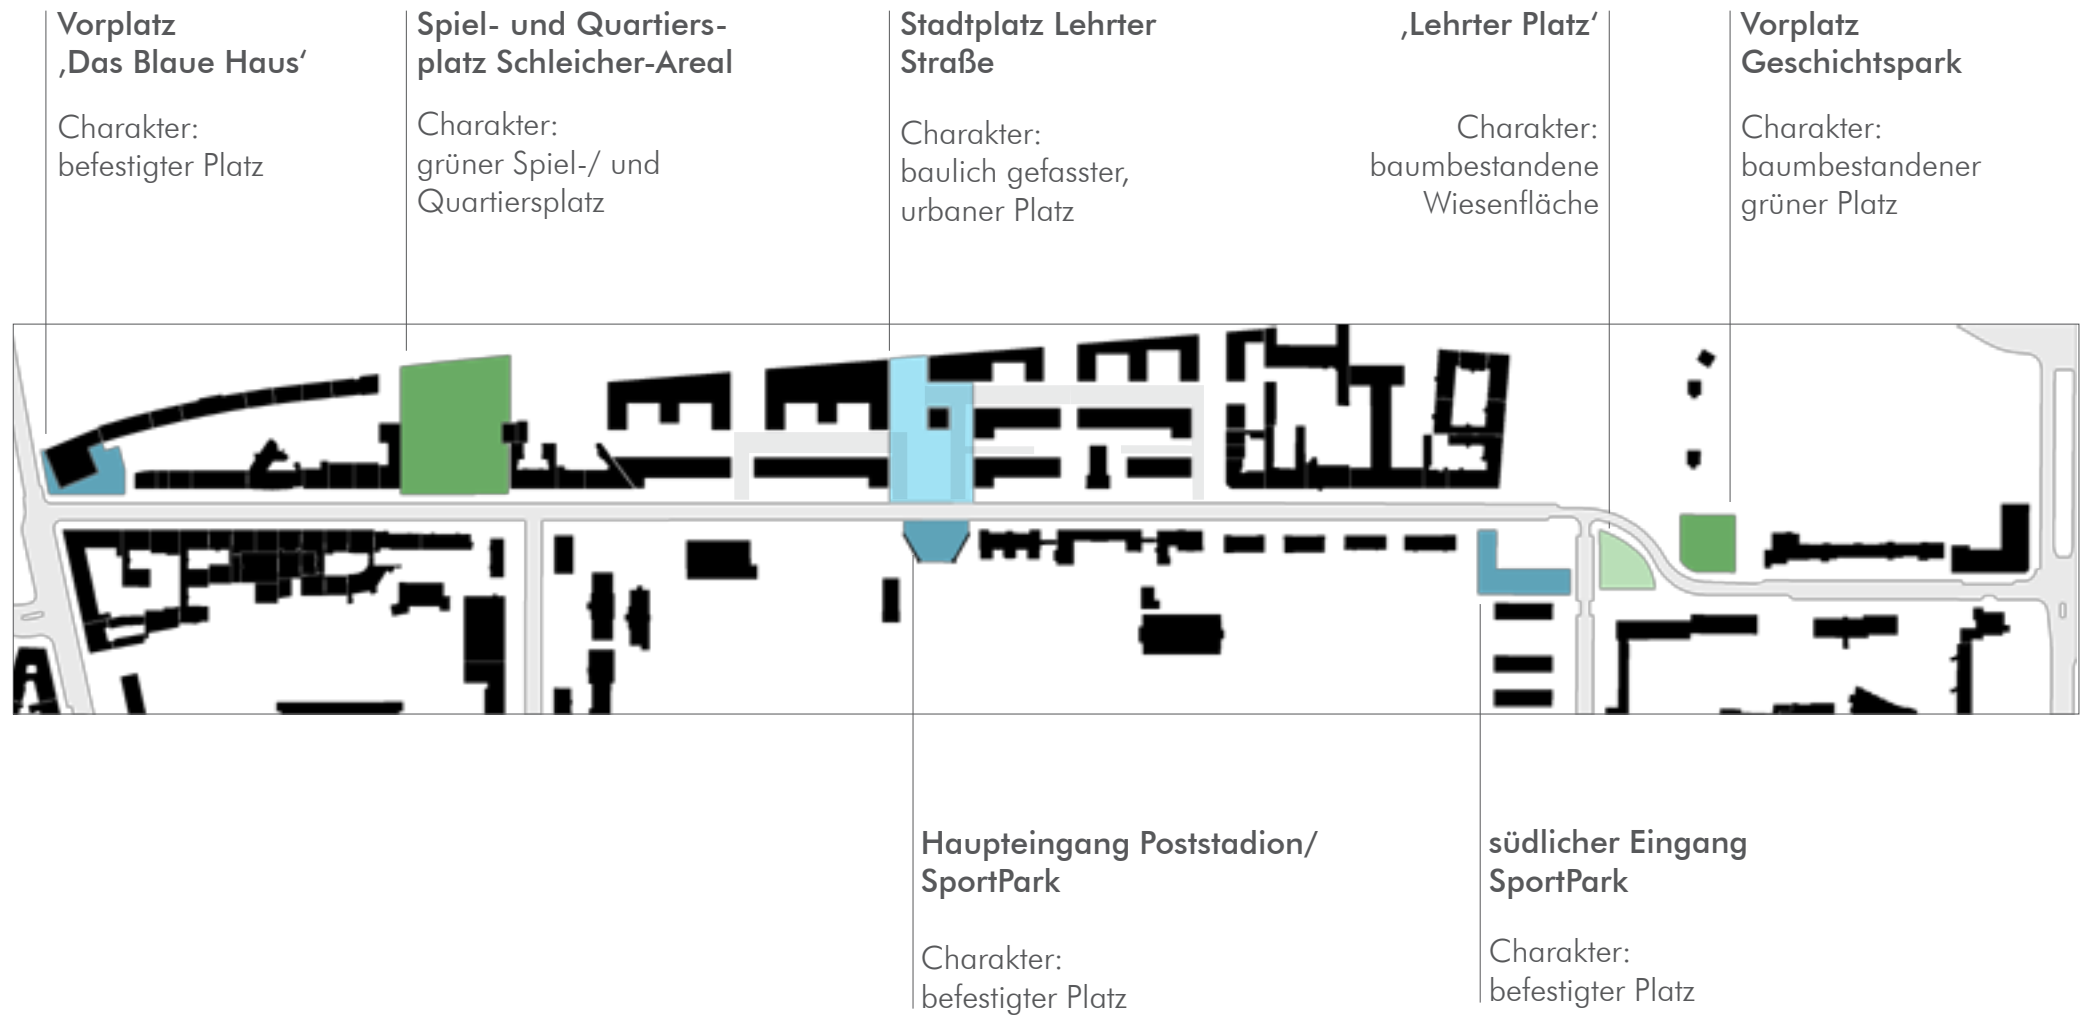 Vorplatz
‚Das Blaue Haus‘
Charakter:
befestigter Platz
Spiel- und Quartiers-
platz Schleicher-Areal
Charakter:
grüner Spiel-/ und
Quartiersplatz
Stadtplatz Lehrter
Straße
Charakter:
baulich gefasster,
urbaner Platz
‚Lehrter Platz‘
Charakter:
baumbestandene
Wiesenfläche
Vorplatz
Geschichtspark
Charakter:
baumbestandener
grüner Platz
Haupteingang Poststadion/
SportPark
Charakter:
befestigter Platz
südlicher Eingang
SportPark
Charakter:
befestigter Platz